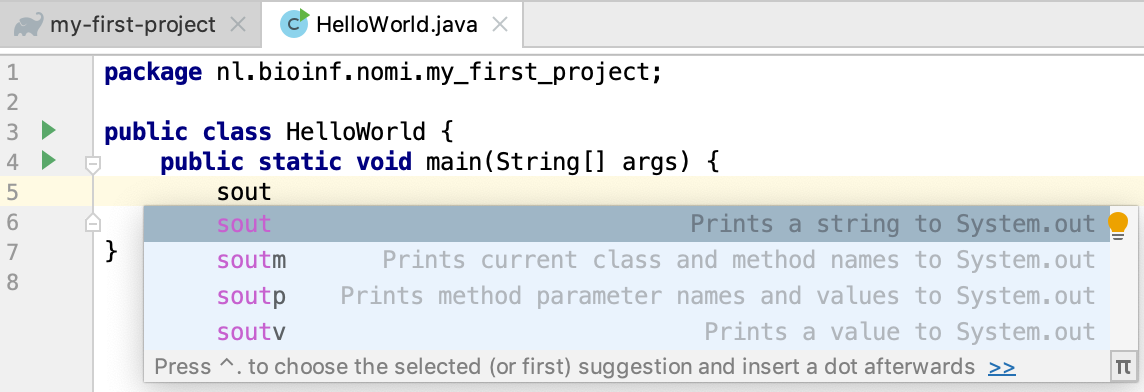 my-first-project HelloWorld.java
1 package nl.bioinf.nomi.my_first_project;
2
3 public class HelloWorld {
4 public static void main(String[] args) {
5 sout
6 sout Prints a string to System.out
7 }
soutm Prints current class and method names to System.out
8
soutp Prints method parameter names and values to System.out
soutv Prints a value to System.out
Press ^. to choose the selected (or first) suggestion and insert a dot afterwards >> π